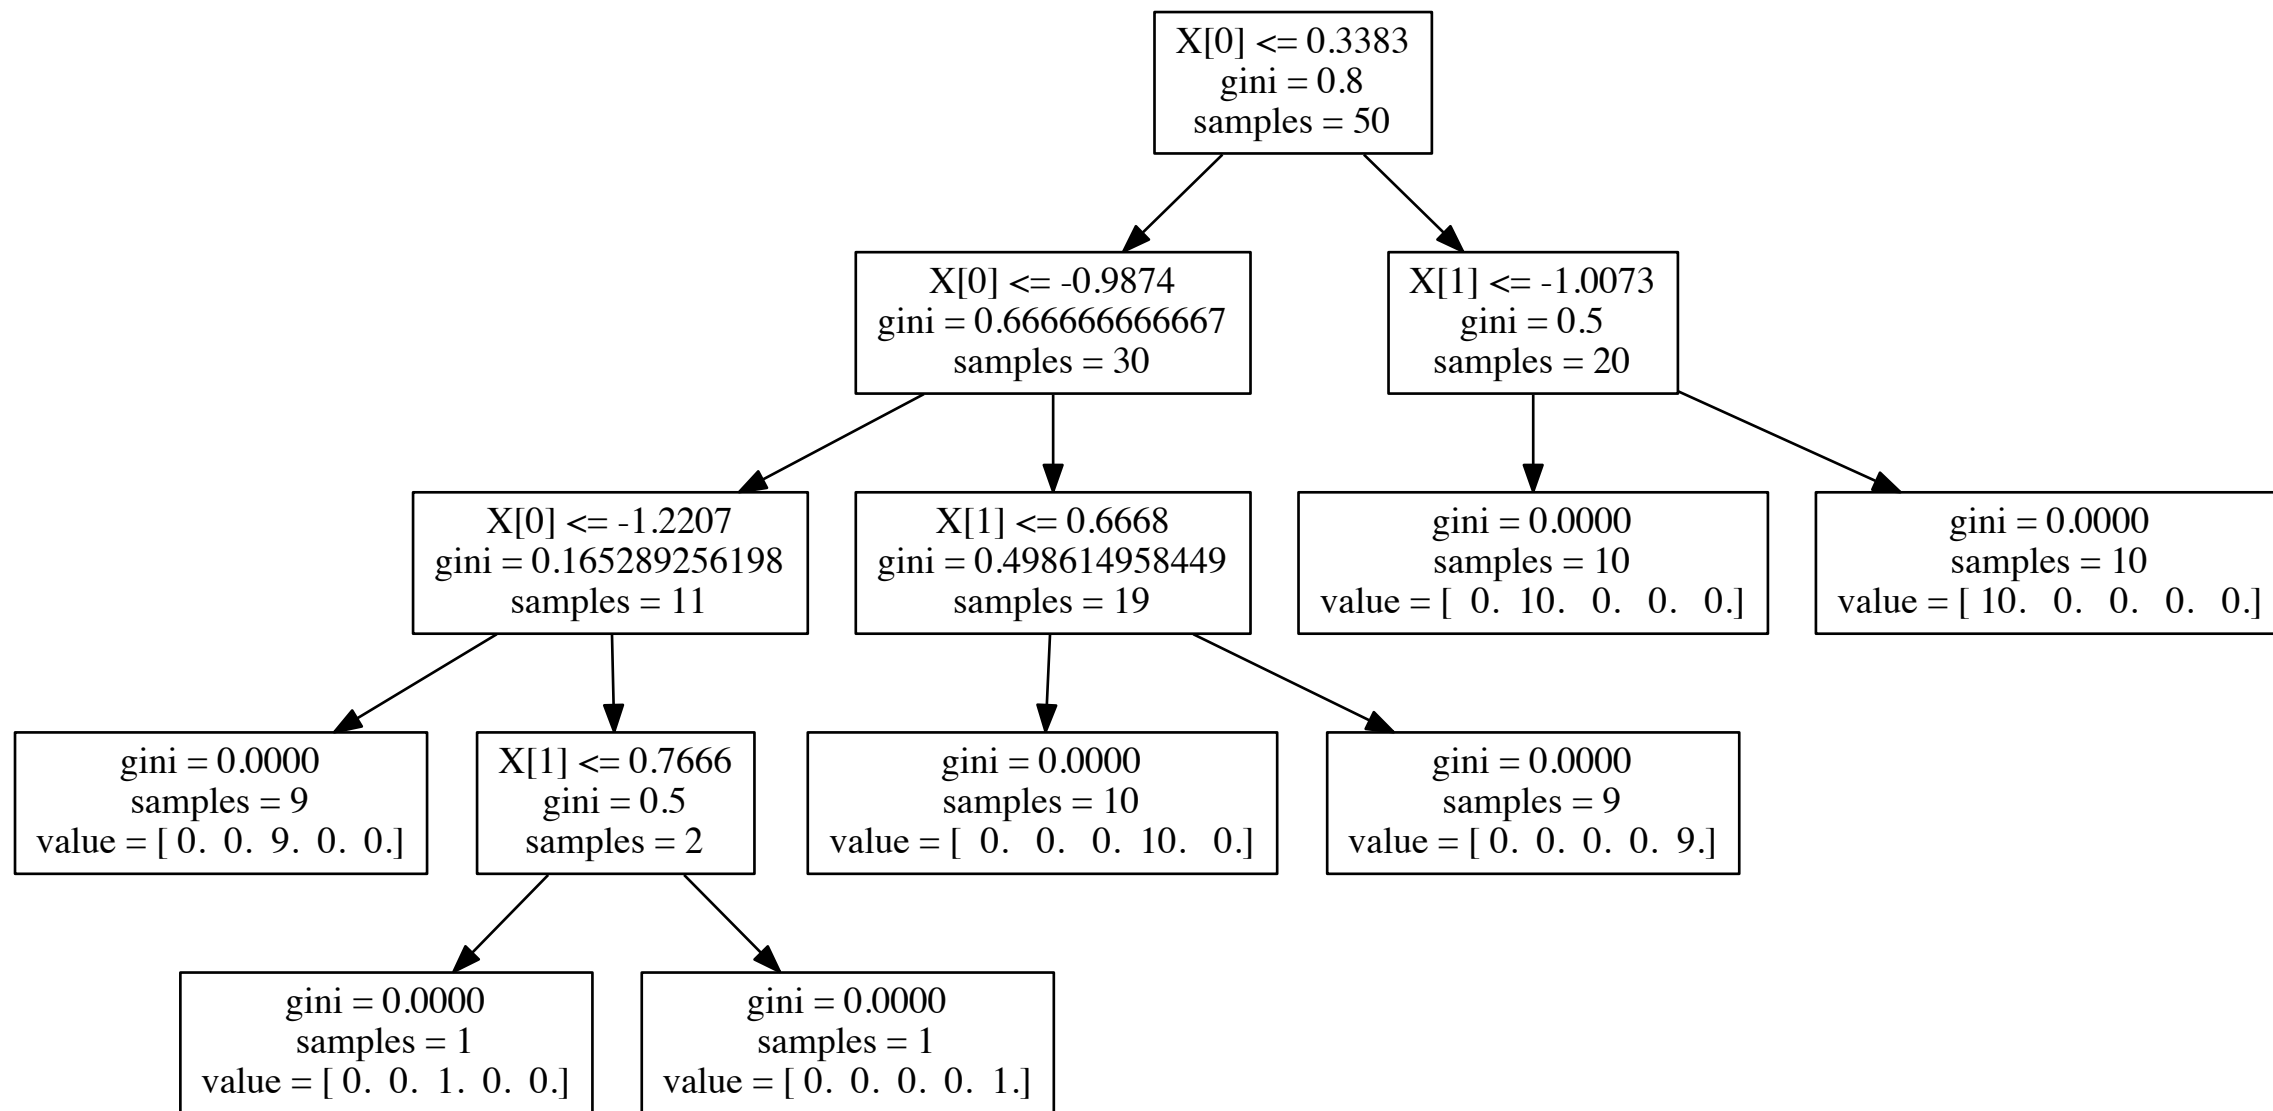 X[0] <= 0.3383
gini = 0.8
samples = 50
X[0] <= -0.9874
gini = 0.666666666667
samples = 30
X[1] <= -1.0073
gini = 0.5
samples = 20
X[0] <= -1.2207
gini = 0.165289256198
samples = 11
X[1] <= 0.6668
gini = 0.498614958449
samples = 19
gini = 0.0000
samples = 10
value = [ 0. 10. 0. 0. 0.]
gini = 0.0000
samples = 10
value = [ 10. 0. 0. 0. 0.]
gini = 0.0000
samples = 9
value = [ 0. 0. 9. 0. 0.]
X[1] <= 0.7666
gini = 0.5
samples = 2
gini = 0.0000
samples = 10
value = [ 0. 0. 0. 10. 0.]
gini = 0.0000
samples = 9
value = [ 0. 0. 0. 0. 9.]
gini = 0.0000
samples = 1
value = [ 0. 0. 1. 0. 0.]
gini = 0.0000
samples = 1
value = [ 0. 0. 0. 0. 1.]